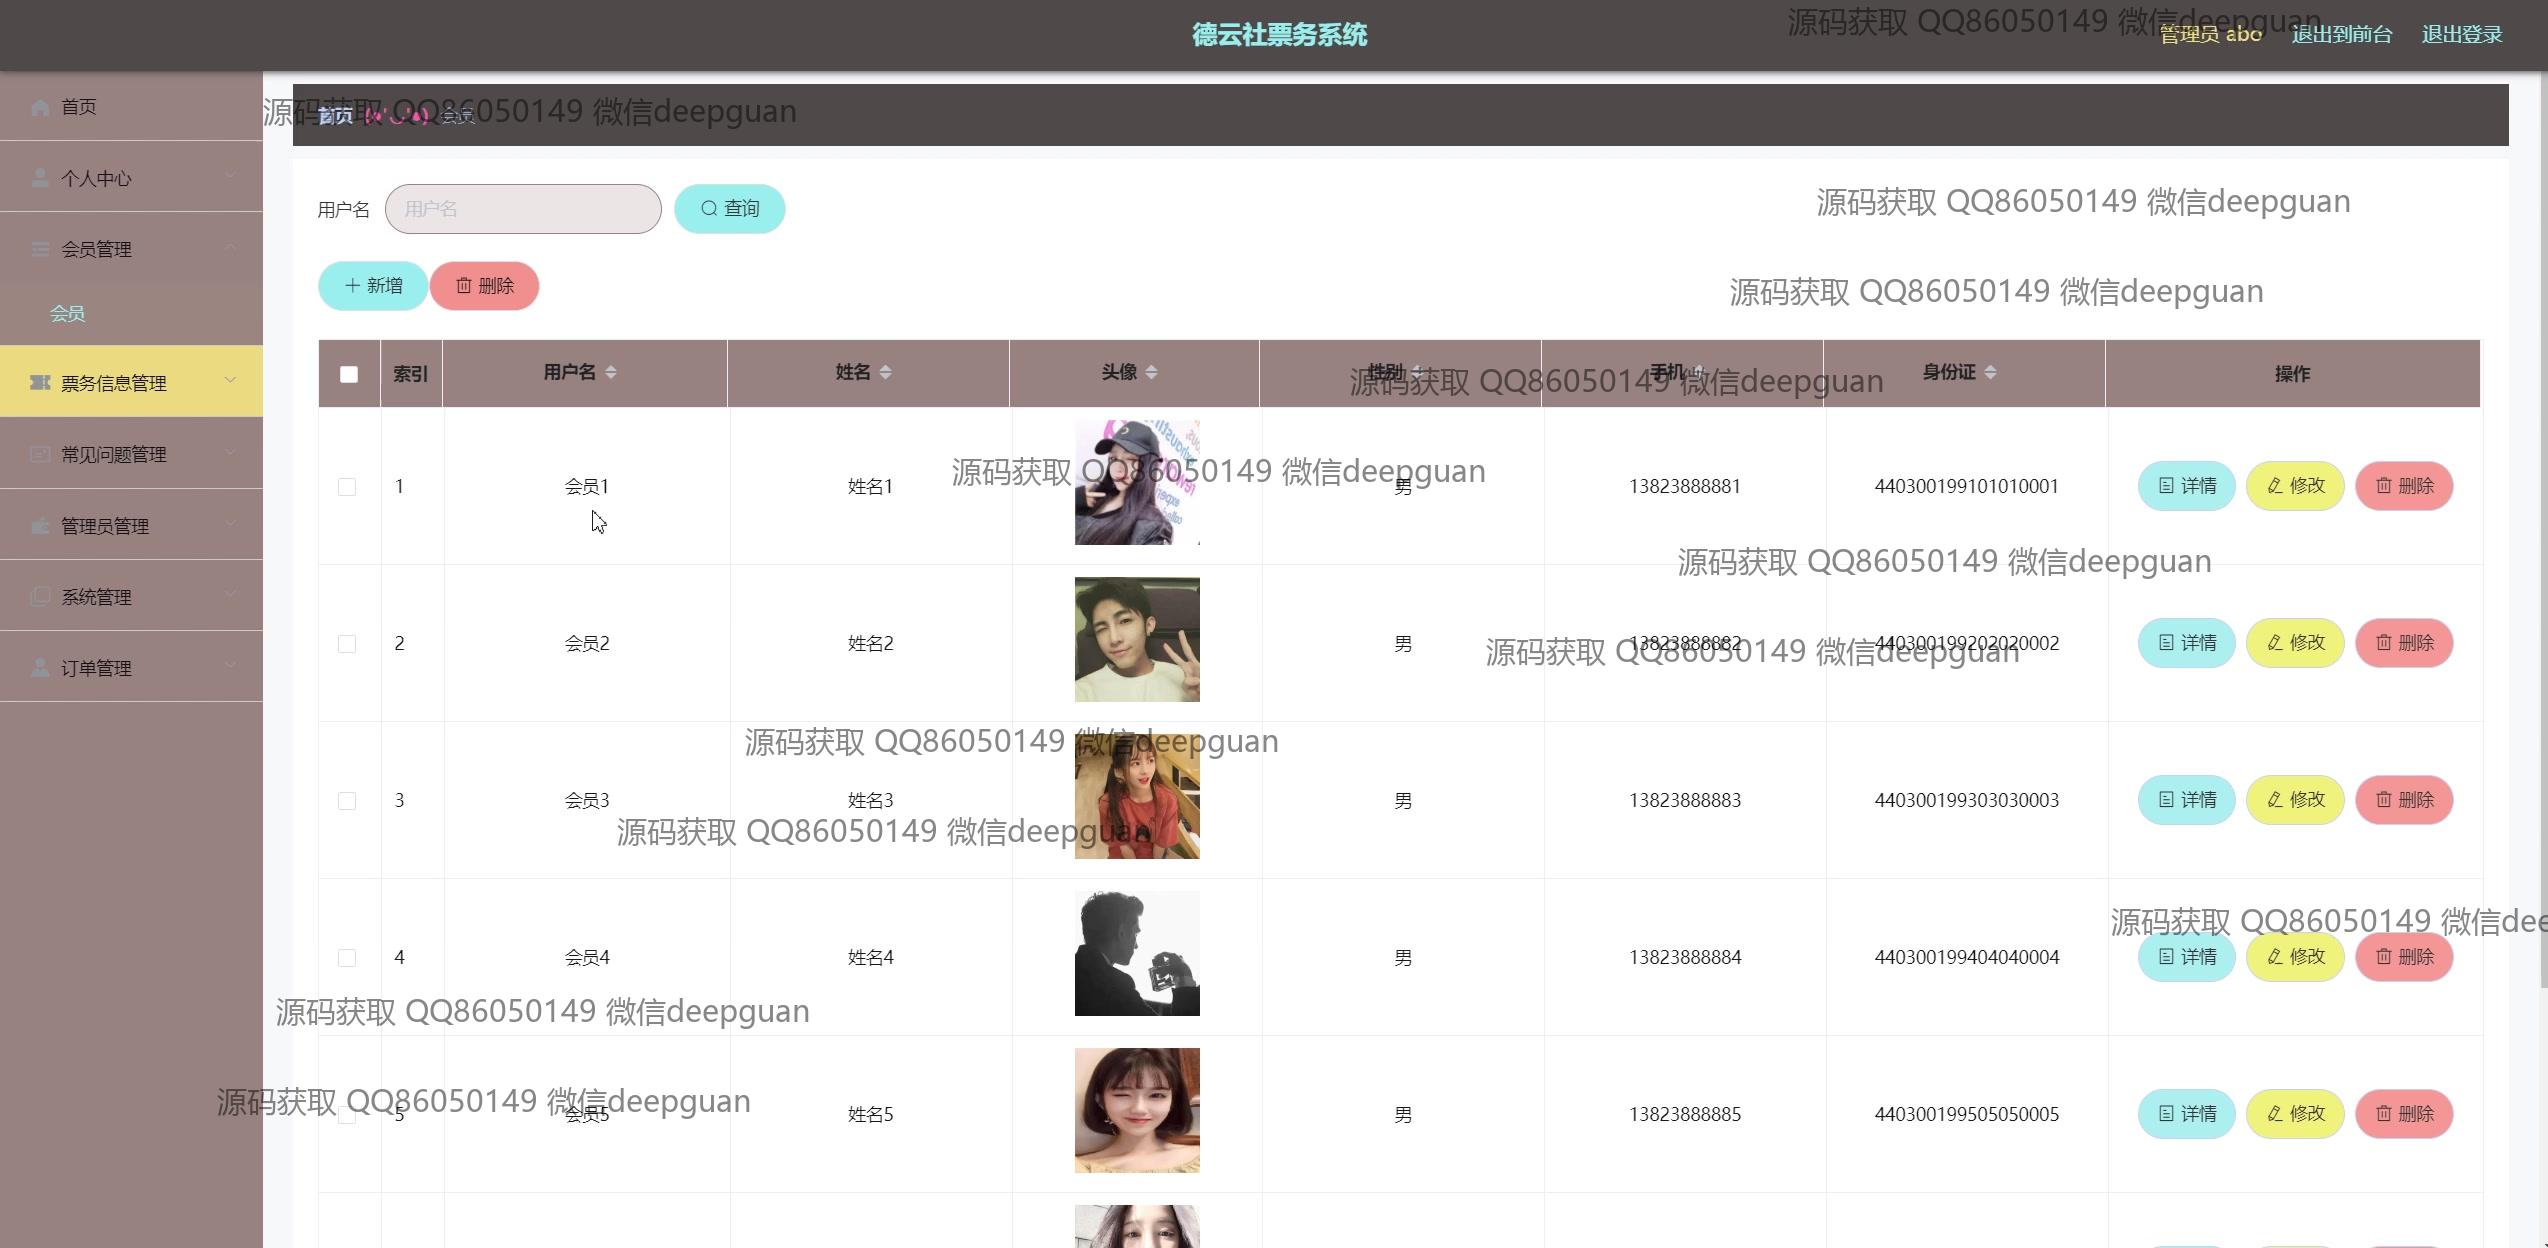 德云社票务系统
源码获取 QQ86050149 微信deepguan
管理员 abo 退出到前台 退出登录
首页
源码获取 QQ86050149 微信deepguan
首页 (●'◡'●) 会员
个人中心
源码获取 QQ86050149 微信deepguan
用户名 用户名 查询
会员管理
新增 删除
源码获取 QQ86050149 微信deepguan
会员
票务信息管理
索引 用户名 姓名 头像 性别 手机 身份证 操作
源码获取 QQ86050149 微信deepguan
常见问题管理
源码获取 QQ86050149 微信deepguan
1 会员1 姓名1 男 13823888881 440300199101010001 详情 修改 删除
管理员管理
源码获取 QQ86050149 微信deepguan
系统管理
2 会员2 姓名2 男 13823888882 440300199202020002 详情 修改 删除
源码获取 QQ86050149 微信deepguan
订单管理
源码获取 QQ86050149 微信deepguan
3 会员3 姓名3 男 13823888883 440300199303030003 详情 修改 删除
源码获取 QQ86050149 微信deepguan
源码获取 QQ86050149 微信dee
4 会员4 姓名4 男 13823888884 440300199404040004 详情 修改 删除
源码获取 QQ86050149 微信deepguan
源码获取 QQ86050149 微信deepguan
5 会员5 姓名5 男 13823888885 440300199505050005 详情 修改 删除